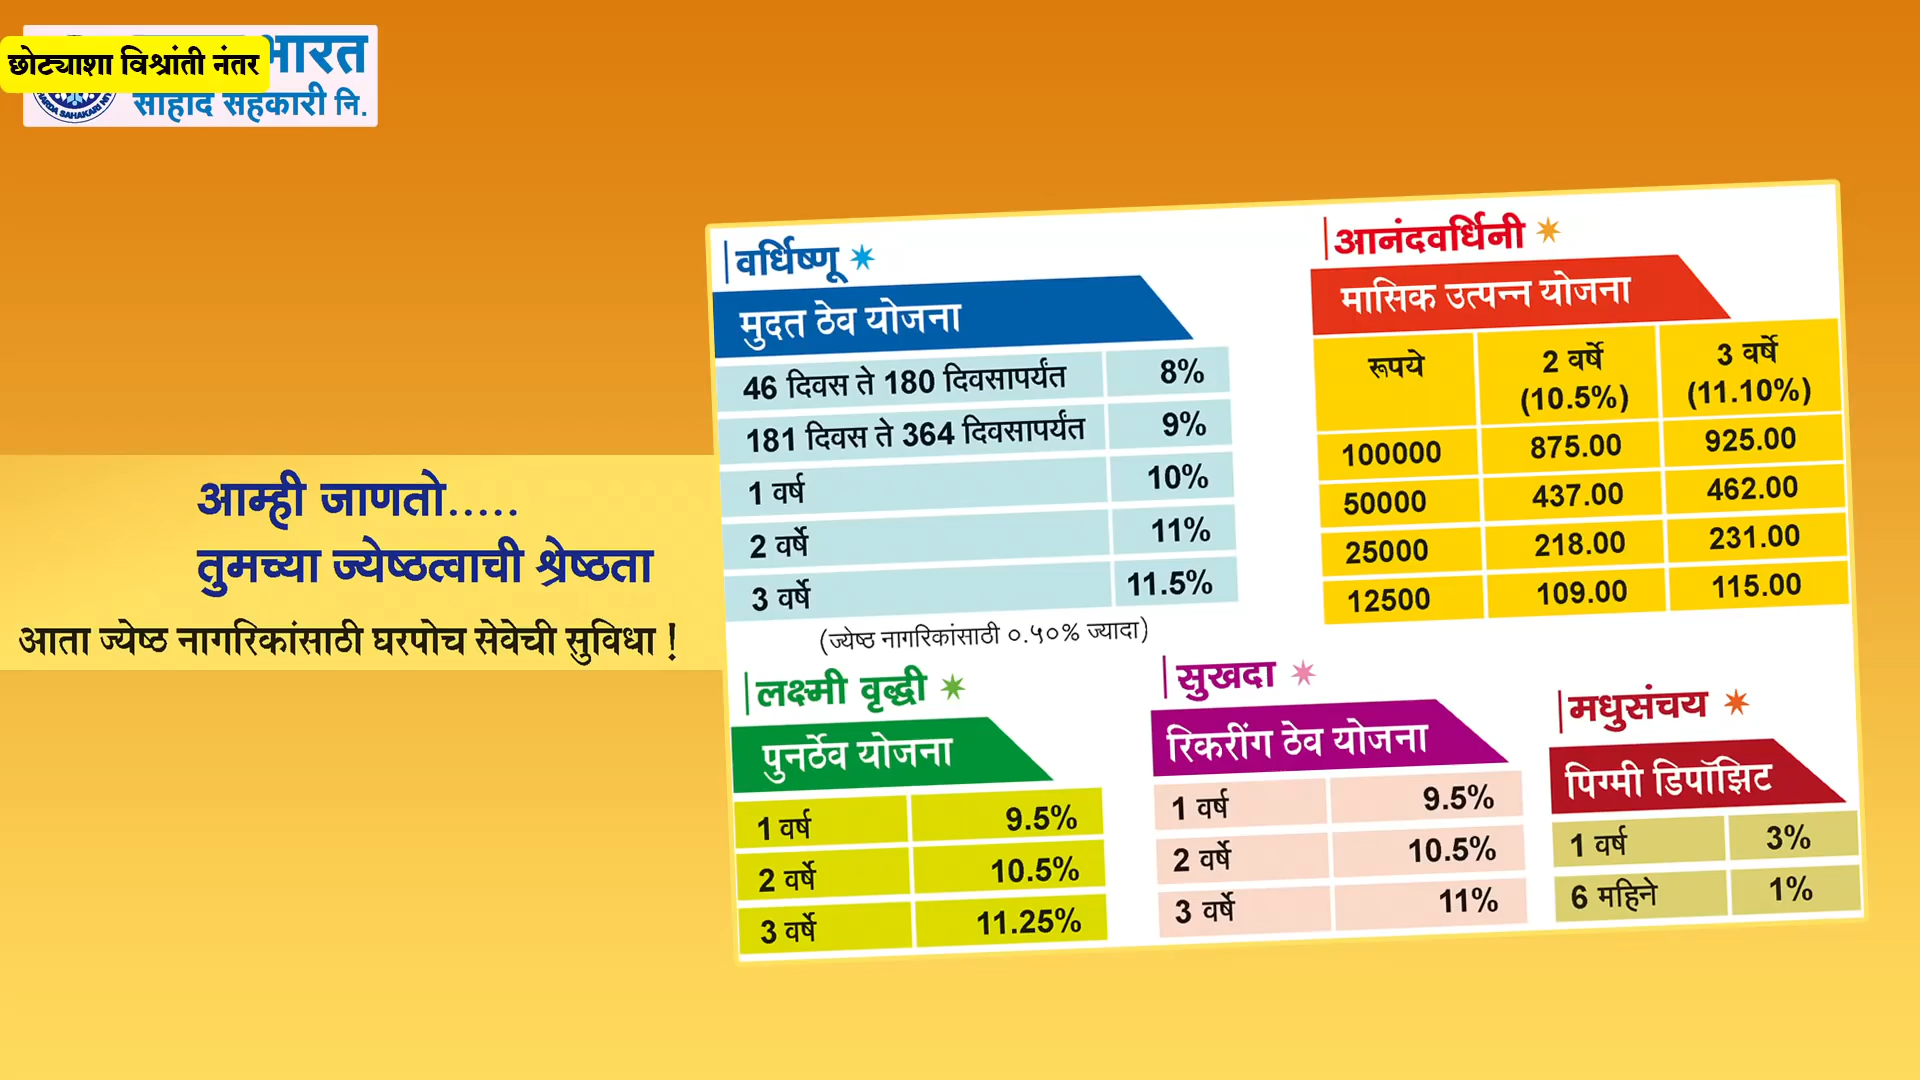 छोट्याशा विश्रांती नंतर
भारत
सौहार्द सहकारी नि.
आम्ही जाणतो.....
तुमच्या ज्येष्ठत्वाची श्रेष्ठता
आता ज्येष्ठ नागरिकांसाठी घरपोच सेवेची सुविधा !
वर्धिष्णू
मुदत ठेव योजना
46 दिवस ते 180 दिवसापर्यंत 8%
181 दिवस ते 364 दिवसापर्यंत 9%
1 वर्ष 10%
2 वर्षे 11%
3 वर्षे 11.5%
(ज्येष्ठ नागरिकांसाठी ०.५०% ज्यादा)
आनंदवर्धिनी
मासिक उत्पन्न योजना
रूपये 2 वर्षे (10.5%) 3 वर्षे (11.10%)
100000 875.00 925.00
50000 437.00 462.00
25000 218.00 231.00
12500 109.00 115.00
लक्ष्मी वृद्धी
पुनर्ठेव योजना
1 वर्ष 9.5%
2 वर्षे 10.5%
3 वर्षे 11.25%
सुखदा
रिकरींग ठेव योजना
1 वर्ष 9.5%
2 वर्षे 10.5%
3 वर्षे 11%
मधुसंचय
पिग्मी डिपॉझिट
1 वर्ष 3%
6 महिने 1%